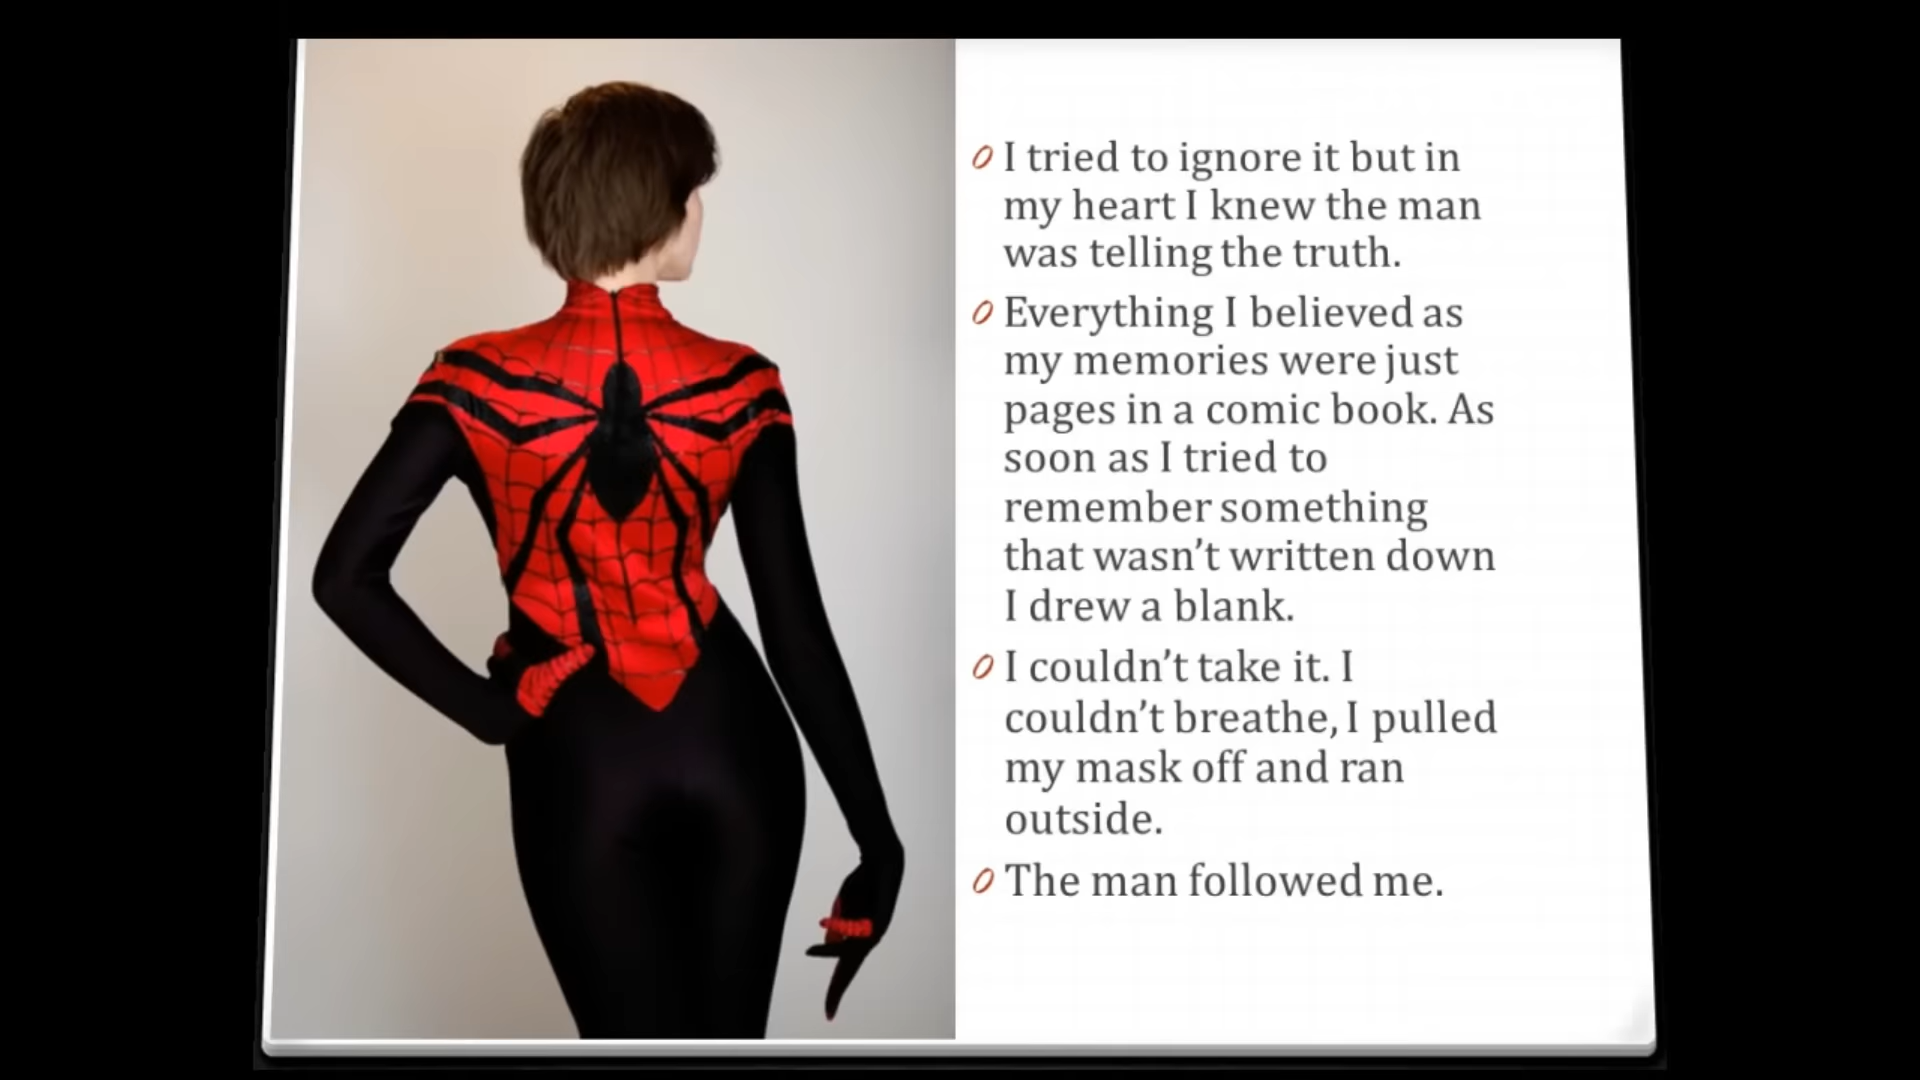 I tried to ignore it but in
my heart I knew the man
was telling the truth.
Everything I believed as
my memories were just
pages in a comic book. As
soon as I tried to
remember something
that wasn't written down
I drew a blank.
I couldn't take it. I
couldn't breathe, I pulled
my mask off and ran
outside.
The man followed me.